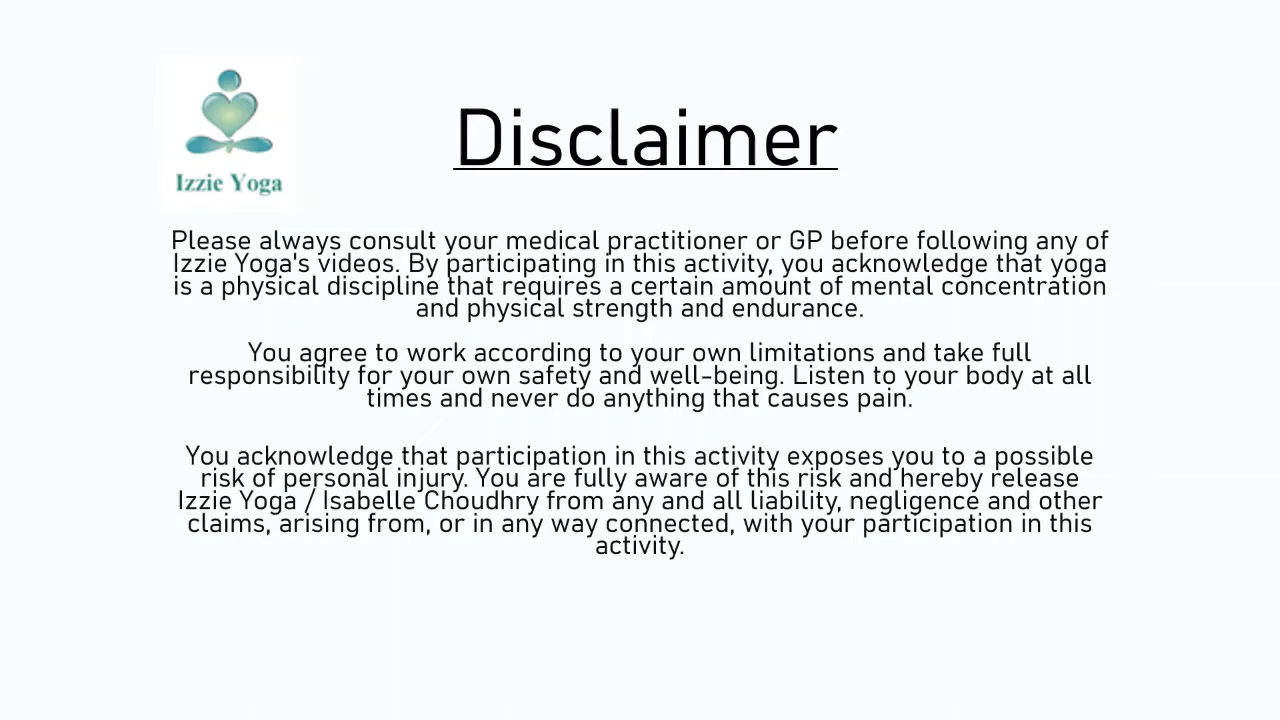 Izzie Yoga
Disclaimer
Please always consult your medical practitioner or GP before following any of
Izzie Yoga's videos. By participating in this activity, you acknowledge that yoga
is a physical discipline that requires a certain amount of mental concentration
and physical strength and endurance.
You agree to work according to your own limitations and take full
responsibility for your own safety and well-being. Listen to your body at all
times and never do anything that causes pain.
You acknowledge that participation in this activity exposes you to a possible
risk of personal injury. You are fully aware of this risk and hereby release
Izzie Yoga / Isabelle Choudhry from any and all liability, negligence and other
claims, arising from, or in any way connected, with your participation in this
activity.